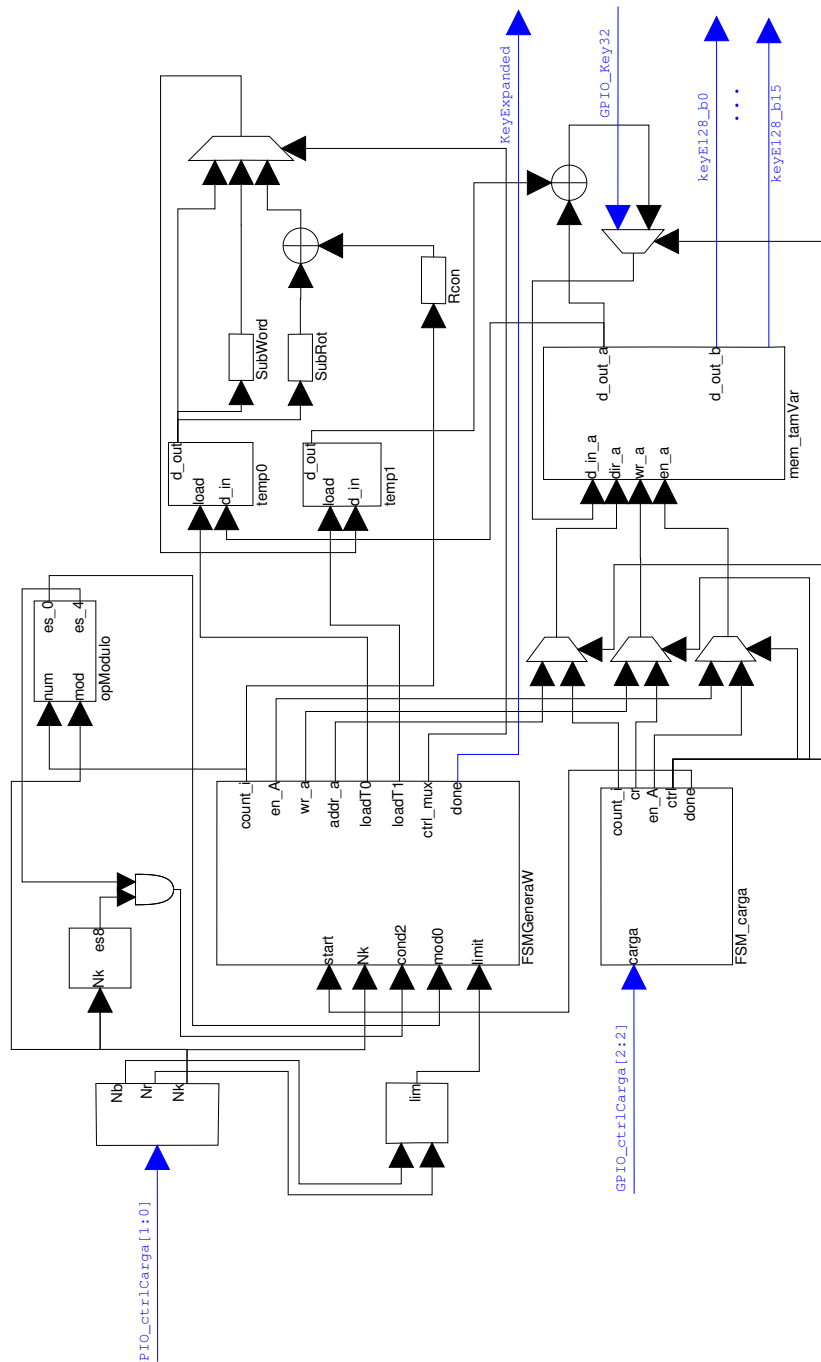 KeyExpanded
GPIO_Key32
keyE128_b0
...
keyE128_b15
SubWord
SubRot
Rcon
d_out
load
d_in
temp0
d_out
load
d_in
temp1
d_out_a
d_out_b
d_in_a
dir_a
wr_a
en_a
mem_tamVar
es_0
es_4
num
mod
opModulo
count_i
en_A
wr_a
addr_a
loadT0
loadT1
ctrl_mux
done
start
Nk
cond2
mod0
limit
FSMGeneraW
es8
Nk
count_i
cr
en_A
ctrl
done
carga
FSM_carga
Nb
Nr
Nk
lim
PIO_ctrlCarga[1:0]
GPIO_ctrlCarga[2:2]